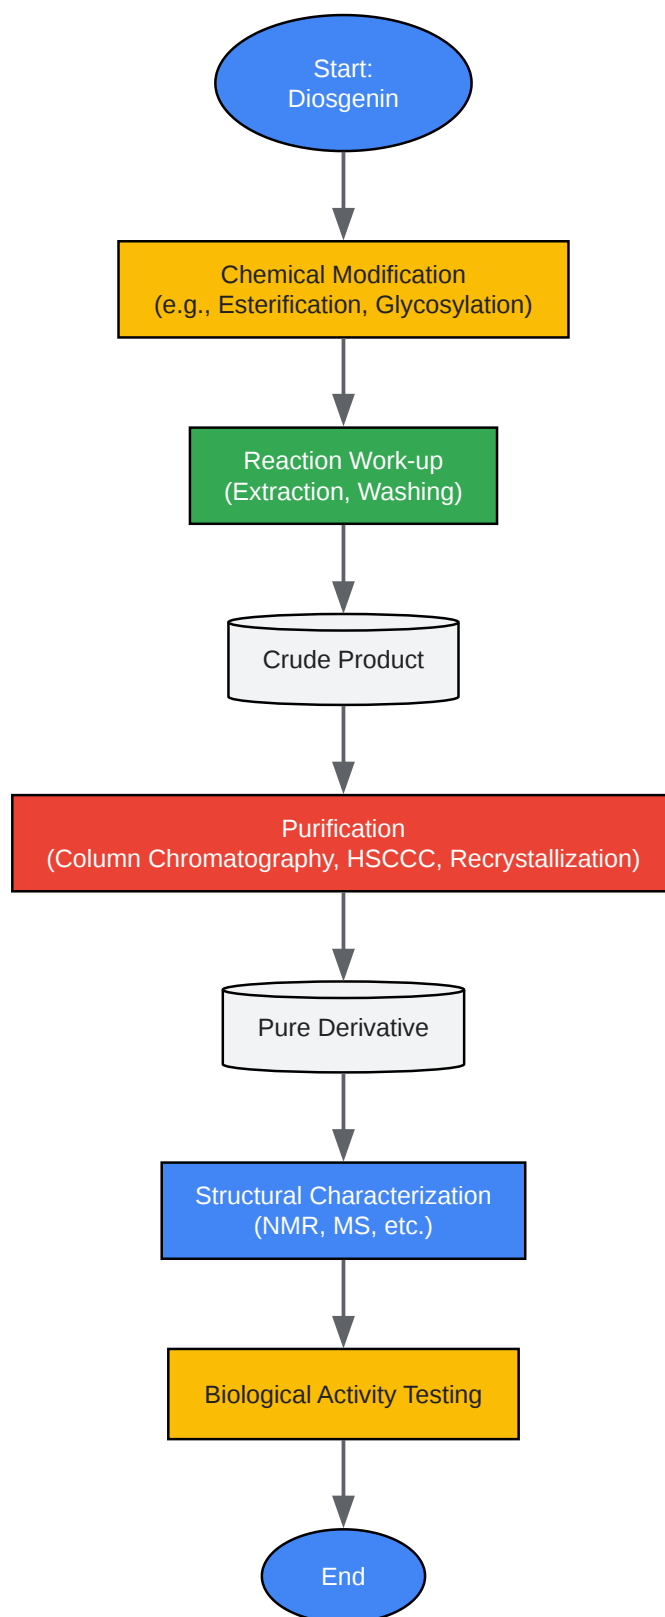 Start:
Diosgenin
Chemical Modification
(e.g., Esterification, Glycosylation)
Reaction Work-up
(Extraction, Washing)
Crude Product
Purification
(Column Chromatography, HSCCC, Recrystallization)
Pure Derivative
Structural Characterization
(NMR, MS, etc.)
Biological Activity Testing
End